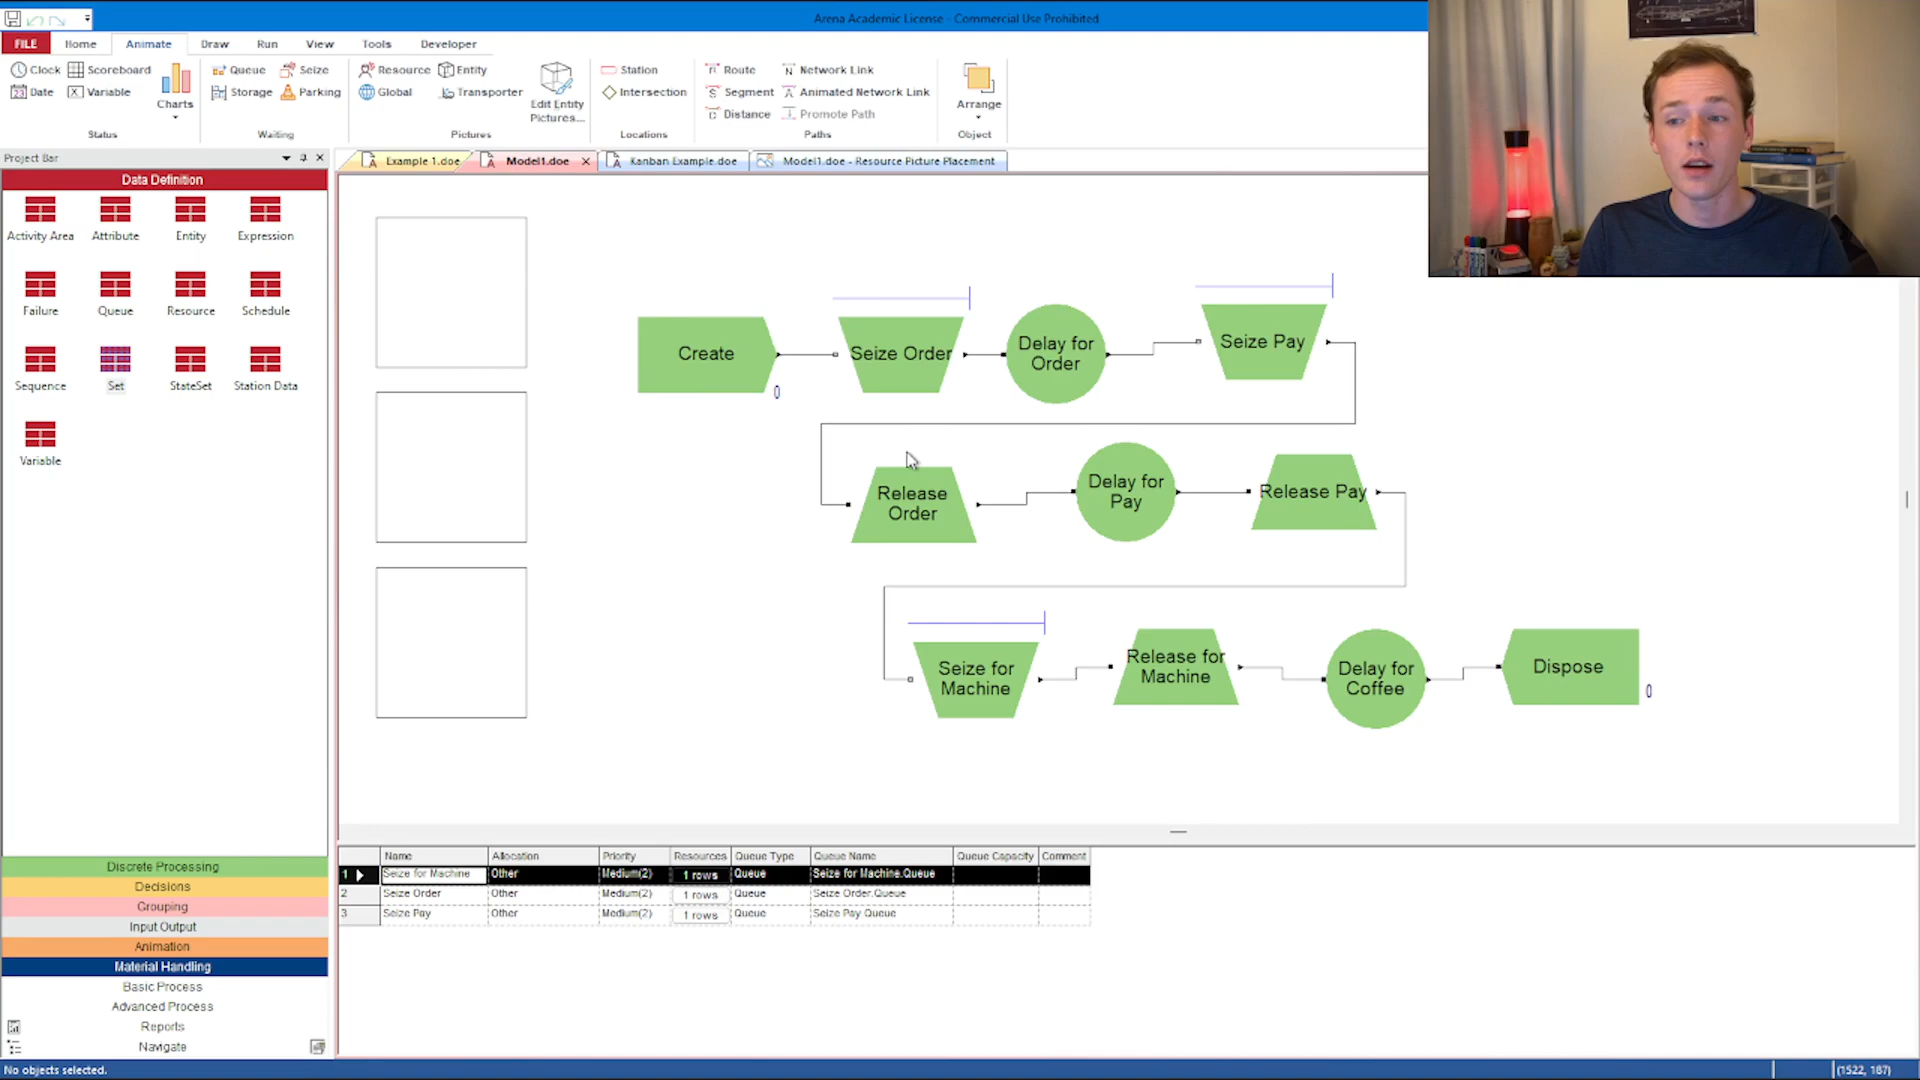 Arena Academic License - Commercial Use Prohibited
FILE Home Animate Draw Run View Tools Developer
Clock Scoreboard Queue Seize Resource Entity Station Route Network Link
Date Variable Charts Storage Parking Global Transporter Edit Entity Pictures... Intersection Segment Animated Network Link Arrange
Distance Promote Path
Status Waiting Pictures Locations Paths Object
Project Bar
Example 1.doe Model1.doe Kanban Example.doe Model1.doe - Resource Picture Placement
Data Definition
Activity Area Attribute Entity Expression
Failure Queue Resource Schedule
Sequence Set StateSet Station Data
Variable
Create
0
Seize Order
Delay for
Order
Seize Pay
Release
Order
Delay for
Pay
Release Pay
Seize for
Machine
Release for
Machine
Delay for
Coffee
Dispose
0
Discrete Processing
Decisions
Grouping
Input Output
Animation
Material Handling
Basic Process
Advanced Process
Reports
Navigate
Name Allocation Priority Resources Queue Type Queue Name Queue Capacity Comment
1 Seize for Machine Other Medium(2) 1 rows Queue Seize for Machine.Queue
2 Seize Order Other Medium(2) 1 rows Queue Seize Order.Queue
3 Seize Pay Other Medium(2) 1 rows Queue Seize Pay.Queue
No objects selected.
(1522, 187)